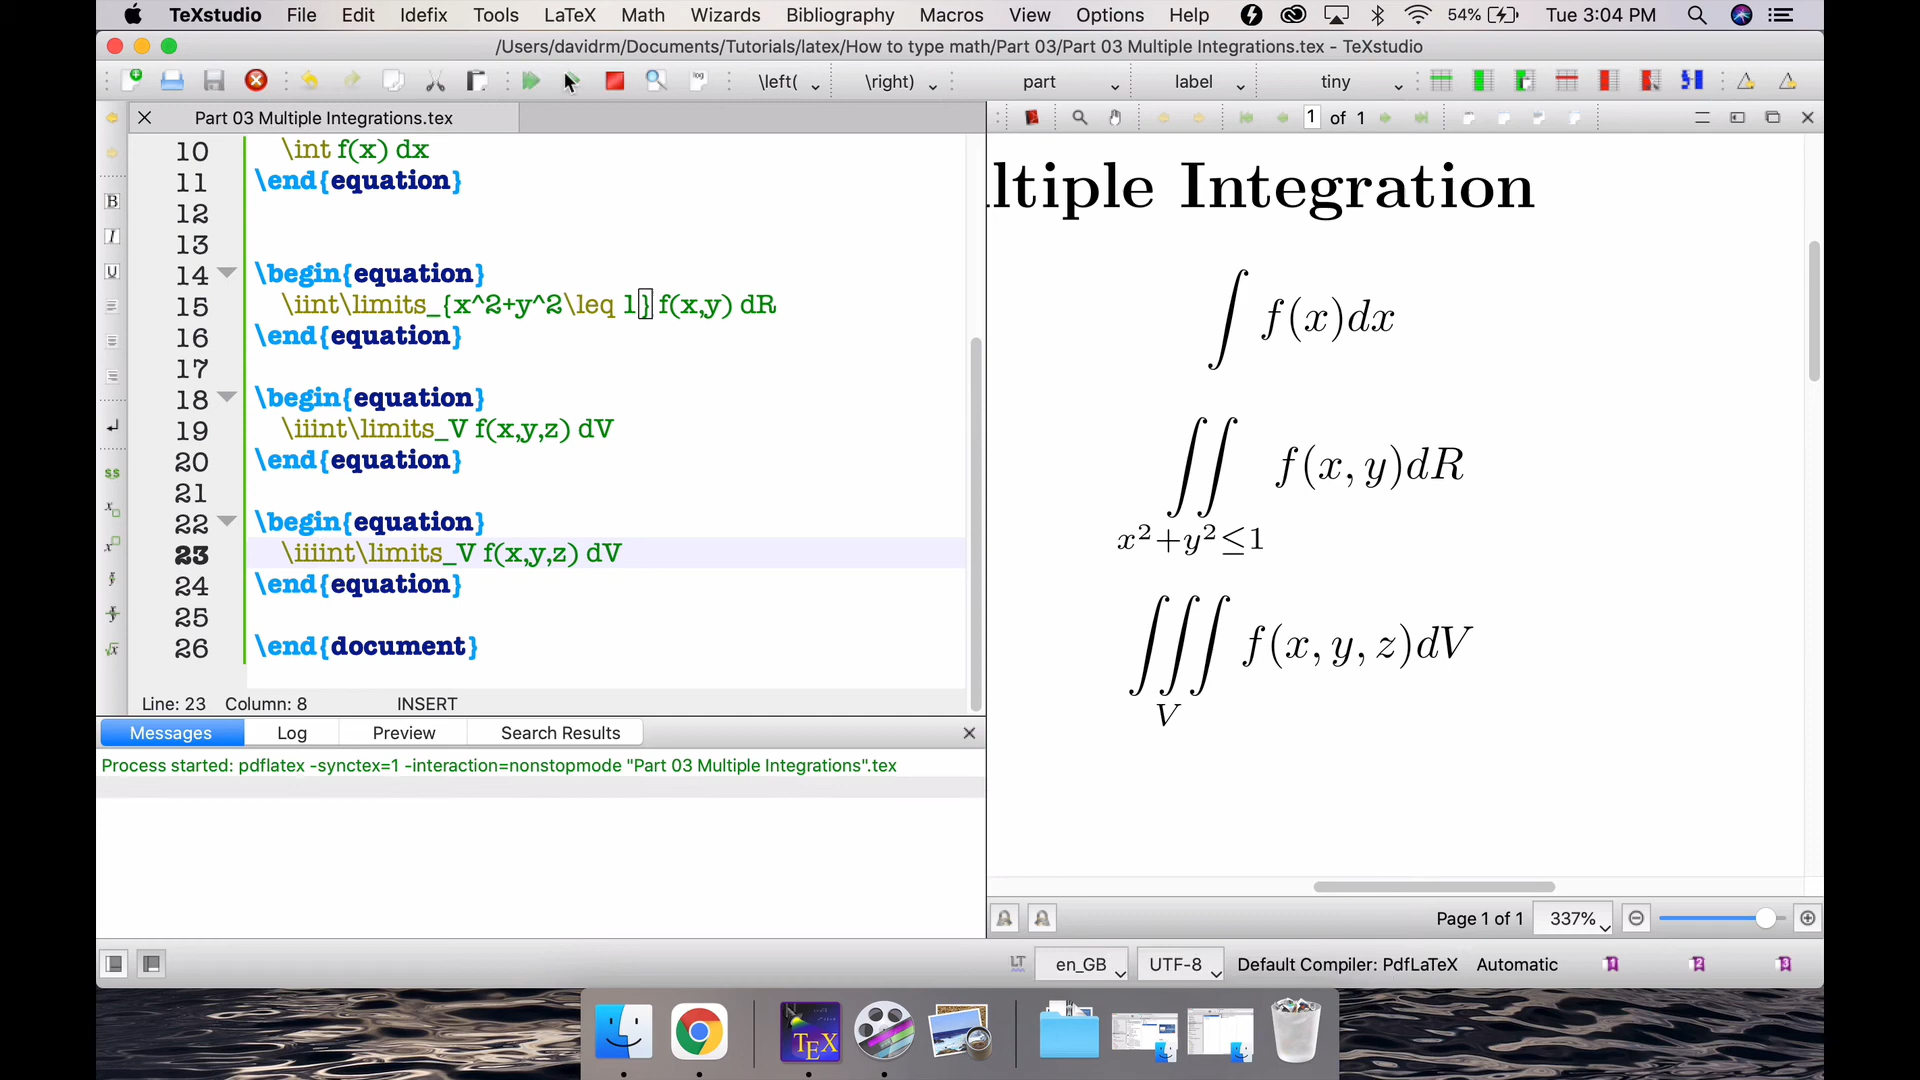 TeXstudio File Edit Idefix Tools LaTeX Math Wizards Bibliography Macros View Options Help 54% Tue 3:04 PM
/Users/davidrm/Documents/Tutorials/latex/How to type math/Part 03/Part 03 Multiple Integrations.tex - TeXstudio
log \left( \right) part label tiny
Part 03 Multiple Integrations.tex
1 of 1
10 \int f(x) dx
11 \end{equation}
12
13
14 \begin{equation}
15 \iint\limits_{x^2+y^2\leq 1} f(x,y) dR
16 \end{equation}
17
18 \begin{equation}
19 \iiint\limits_V f(x,y,z) dV
20 \end{equation}
21
22 \begin{equation}
23 \iiiint\limits_V f(x,y,z) dV
24 \end{equation}
25
26 \end{document}
Line: 23 Column: 8 INSERT
ltiple Integration
∫ f(x)dx
∬ f(x, y)dR
x²+y²≤1
∭ f(x, y, z)dV
V
Messages Log Preview Search Results
Process started: pdflatex -synctex=1 -interaction=nonstopmode "Part 03 Multiple Integrations".tex
Page 1 of 1 337%
LT en_GB UTF-8 Default Compiler: PdfLaTeX Automatic 1 2 3
TEX